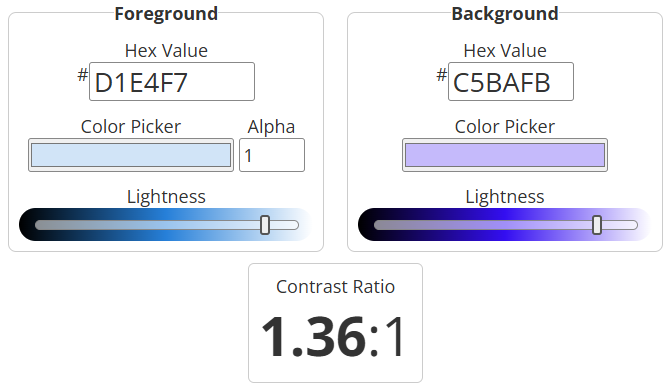 Foreground
Hex Value
#D1E4F7
Color Picker Alpha
1
Lightness
Background
Hex Value
#C5BAFB
Color Picker
Lightness
Contrast Ratio
1.36:1